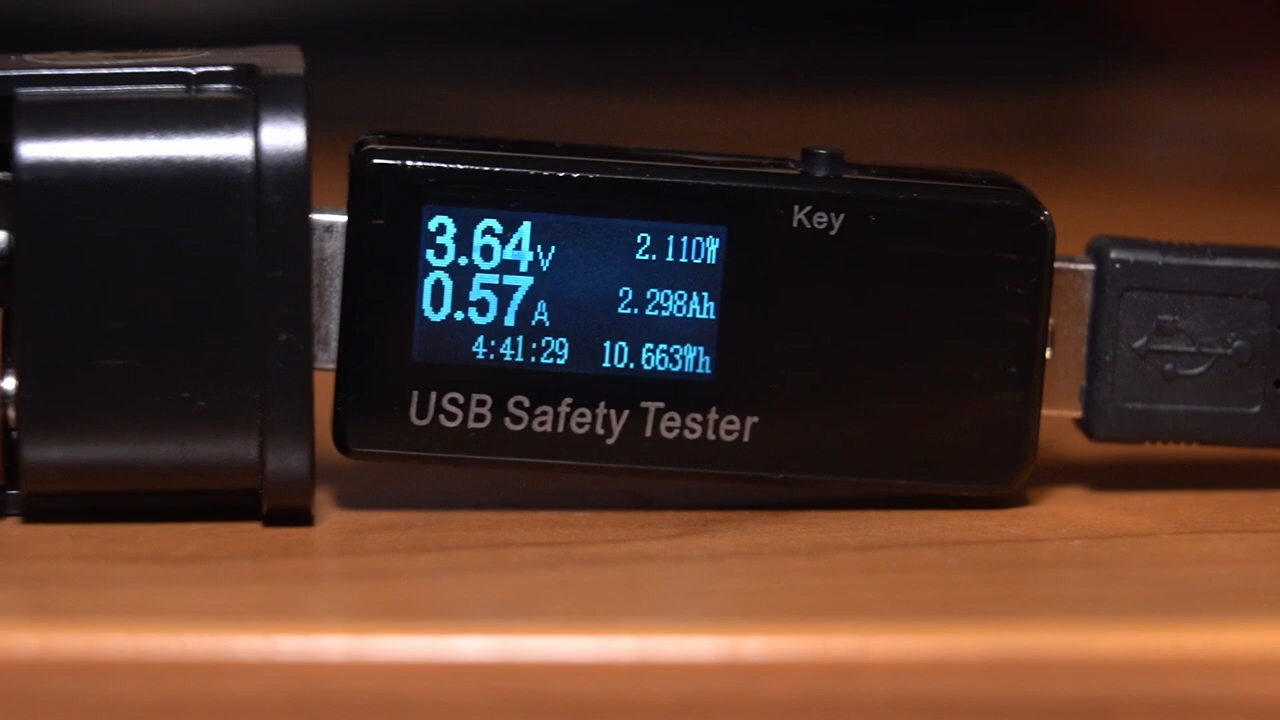 Key
3.64V 2.110W
0.57A 2.298Ah
4:41:29 10.663Wh
USB Safety Tester